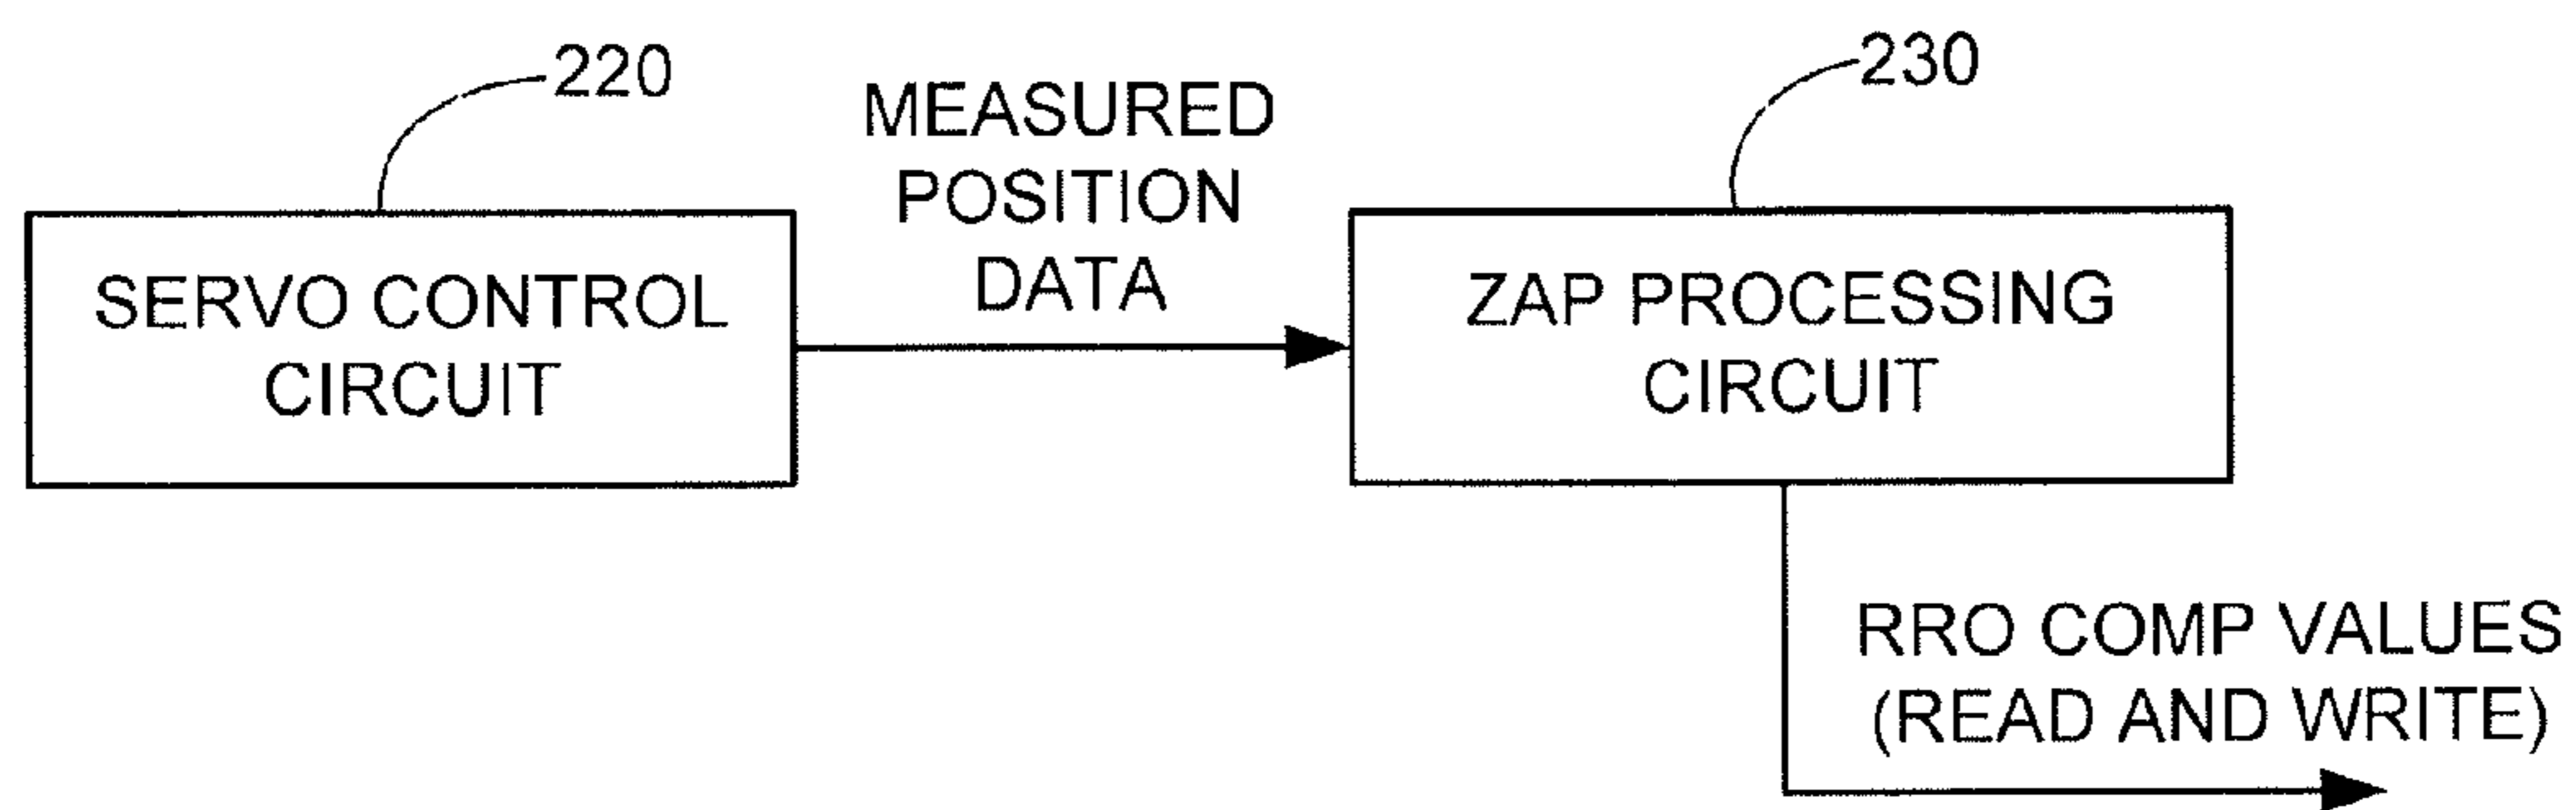 220
MEASURED
POSITION
DATA
230
SERVO CONTROL
CIRCUIT
ZAP PROCESSING
CIRCUIT
RRO COMP VALUES
(READ AND WRITE)